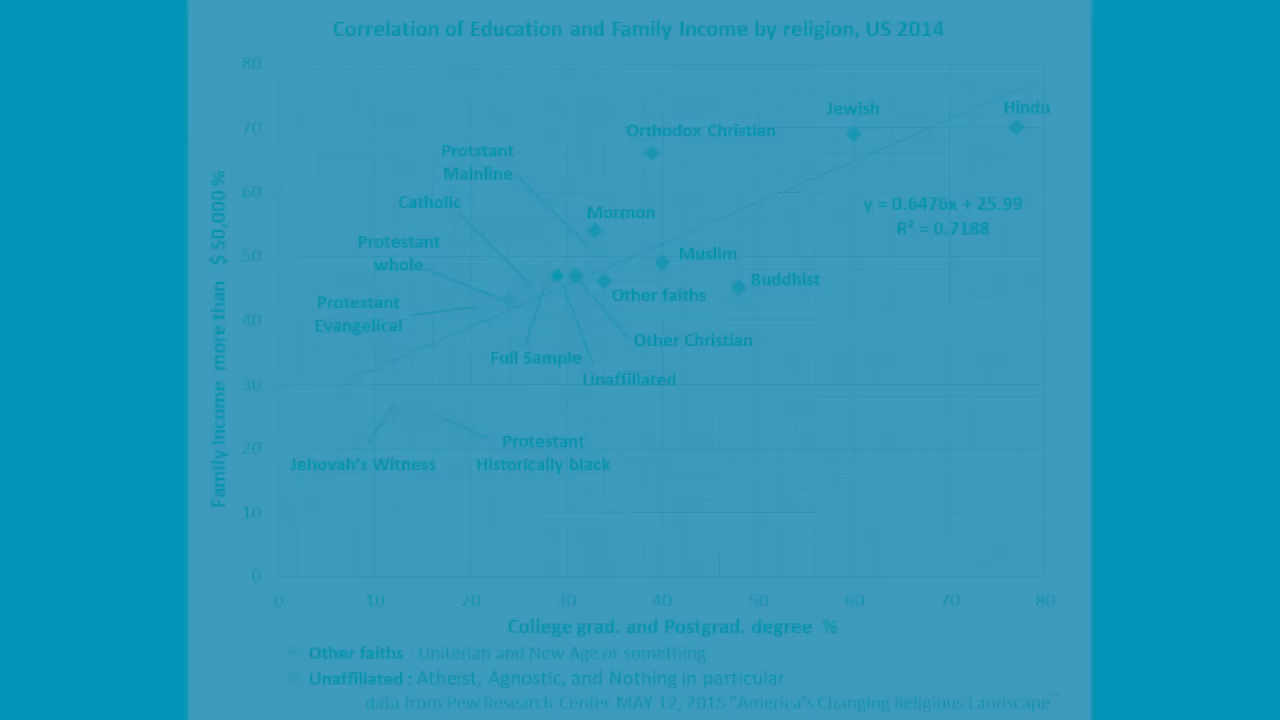 Correlation of Education and Family Income by religion, US 2014
80
70
60
50
40
30
20
10
0
Family Income more than $ 50,000 %
Jewish
Hindu
Orthodox Christian
Protstant
Mainline
Catholic
Mormon
y = 0.6476x + 25.99
R² = 0.7188
Protestant
whole
Muslim
Buddhist
Other faiths
Protestant
Evangelical
Other Christian
Full Sample
Unaffiliated
Protestant
Historically black
Jehovah's Witness
0 10 20 30 40 50 60 70 80
College grad. and Postgrad. degree %
※ Other faiths : Uniterian and New Age or something
※ Unaffiliated : Atheist, Agnostic, and Nothing in particular
data from Pew Research Center MAY 12, 2015 "America's Changing Religious Landscape"